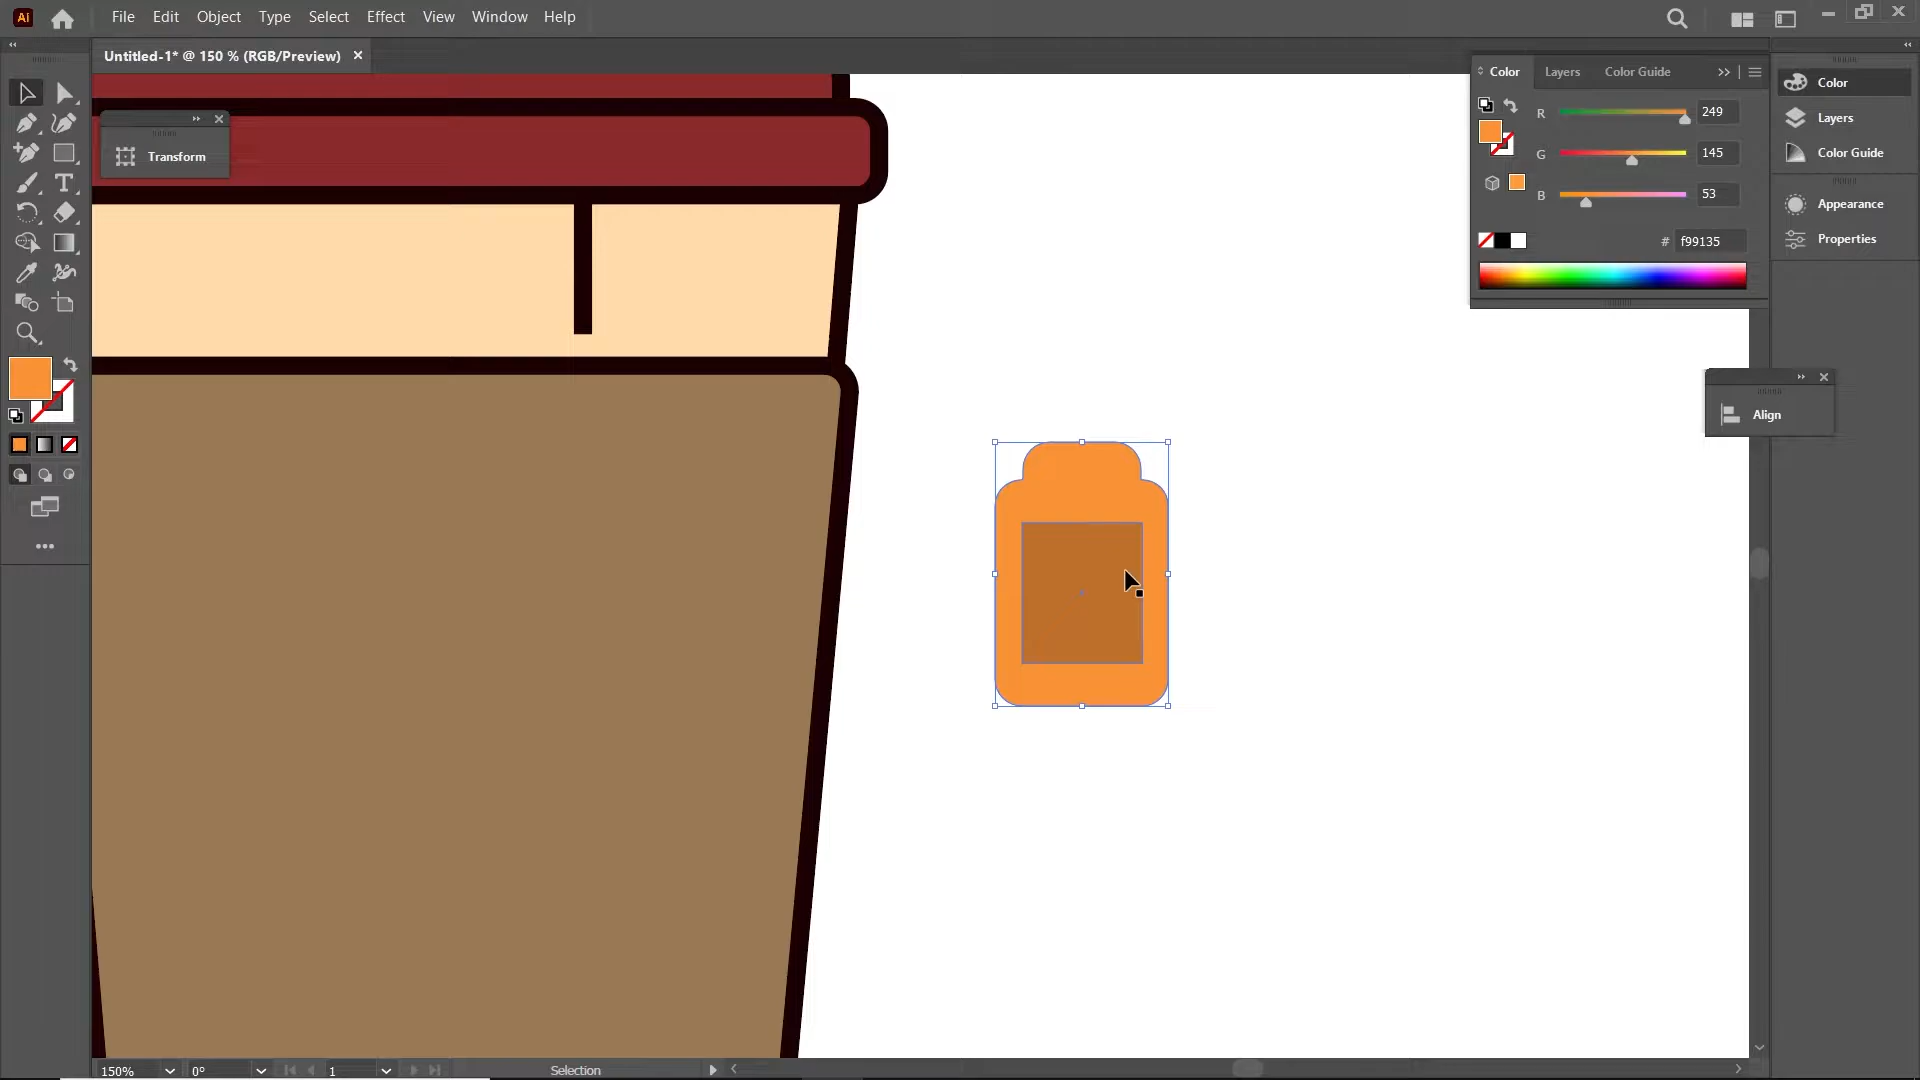 Ai File Edit Object Type Select Effect View Window Help
Untitled-1* @ 150 % (RGB/Preview)
Transform
Color Layers Color Guide
R 249
G 145
B 53
# f99135
Color
Layers
Color Guide
Appearance
Properties
Align
150% 0° 1 Selection